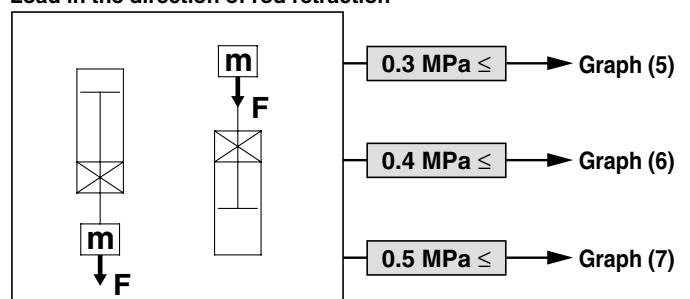 Load in the direction of rod retraction
m
F
m
F
0.3 MPa ≤
Graph (5)
0.4 MPa ≤
Graph (6)
0.5 MPa ≤
Graph (7)